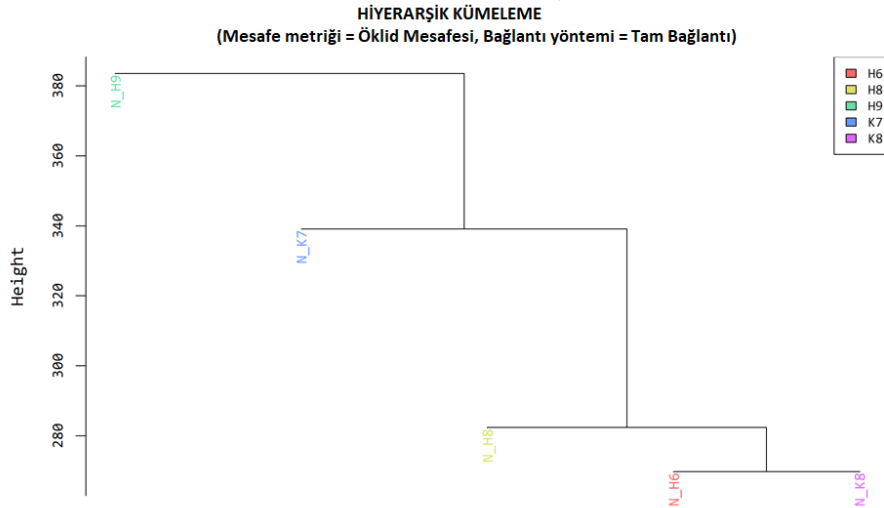 HİYERARŞİK KÜMELEME
(Mesafe metriği = Öklid Mesafesi, Bağlantı yöntemi = Tam Bağlantı)
Height
380
360
340
320
300
280
N_H9
N_K7
N_H8
N_H6
N_K8
H6
H8
H9
K7
K8